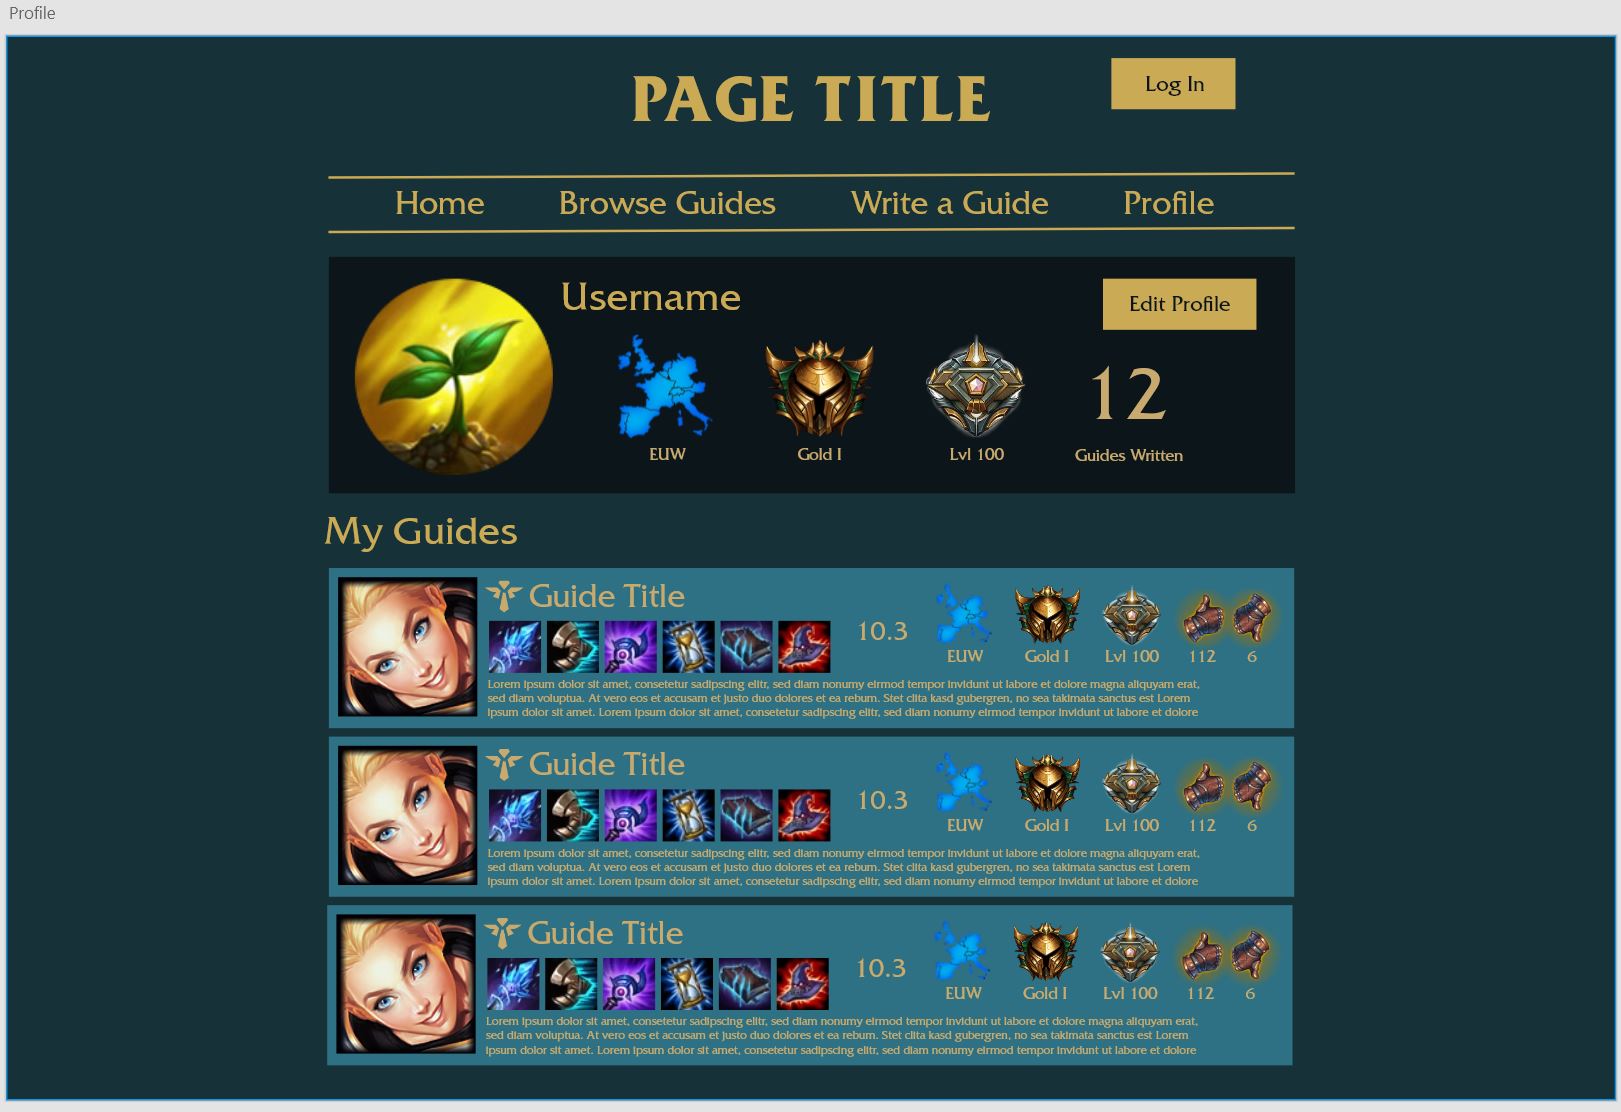 Profile
PAGE TITLE
Log In
Home Browse Guides Write a Guide Profile
Username
Edit Profile
12
EUW Gold I Lvl 100 Guides Written
My Guides
Guide Title
10.3
EUW Gold I Lvl 100 112 6
Lorem ipsum dolor sit amet, consetetur sadipscing elitr, sed diam nonumy eirmod tempor invidunt ut labore et dolore magna aliquyam erat,
sed diam voluptua. At vero eos et accusam et justo duo dolores et ea rebum. Stet clita kasd gubergren, no sea takimata sanctus est Lorem
ipsum dolor sit amet. Lorem ipsum dolor sit amet, consetetur sadipscing elitr, sed diam nonumy eirmod tempor invidunt ut labore et dolore
Guide Title
10.3
EUW Gold I Lvl 100 112 6
Lorem ipsum dolor sit amet, consetetur sadipscing elitr, sed diam nonumy eirmod tempor invidunt ut labore et dolore magna aliquyam erat,
sed diam voluptua. At vero eos et accusam et justo duo dolores et ea rebum. Stet clita kasd gubergren, no sea takimata sanctus est Lorem
ipsum dolor sit amet. Lorem ipsum dolor sit amet, consetetur sadipscing elitr, sed diam nonumy eirmod tempor invidunt ut labore et dolore
Guide Title
10.3
EUW Gold I Lvl 100 112 6
Lorem ipsum dolor sit amet, consetetur sadipscing elitr, sed diam nonumy eirmod tempor invidunt ut labore et dolore magna aliquyam erat,
sed diam voluptua. At vero eos et accusam et justo duo dolores et ea rebum. Stet clita kasd gubergren, no sea takimata sanctus est Lorem
ipsum dolor sit amet. Lorem ipsum dolor sit amet, consetetur sadipscing elitr, sed diam nonumy eirmod tempor invidunt ut labore et dolore